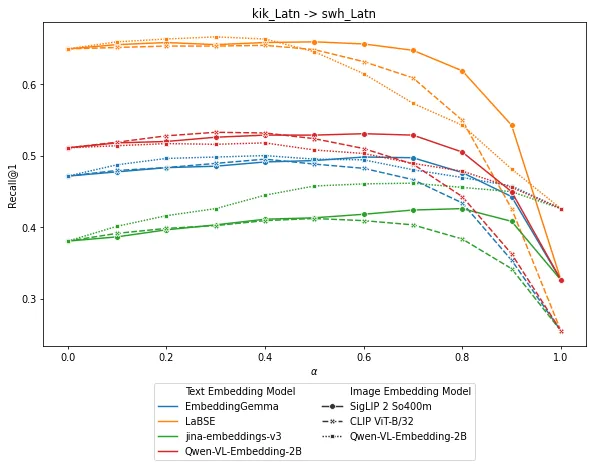 kik_Latn -> swh_Latn
Recall@1
0.6
0.5
0.4
0.3
0.0
0.2
0.4
0.6
0.8
1.0
α
Text Embedding Model
EmbeddingGemma
LaBSE
jina-embeddings-v3
Qwen-VL-Embedding-2B
Image Embedding Model
SigLIP 2 So400m
CLIP ViT-B/32
Qwen-VL-Embedding-2B